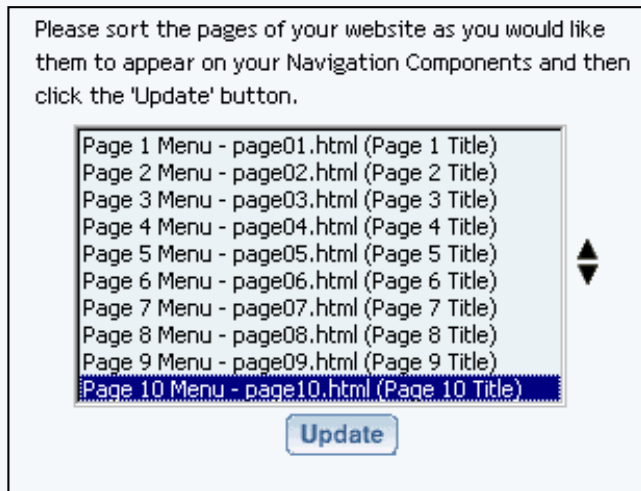 Please sort the pages of your website as you would like
them to appear on your Navigation Components and then
click the 'Update' button.
Page 1 Menu - page01.html (Page 1 Title)
Page 2 Menu - page02.html (Page 2 Title)
Page 3 Menu - page03.html (Page 3 Title)
Page 4 Menu - page04.html (Page 4 Title)
Page 5 Menu - page05.html (Page 5 Title)
Page 6 Menu - page06.html (Page 6 Title)
Page 7 Menu - page07.html (Page 7 Title)
Page 8 Menu - page08.html (Page 8 Title)
Page 9 Menu - page09.html (Page 9 Title)
Page 10 Menu - page10.html (Page 10 Title)
Update